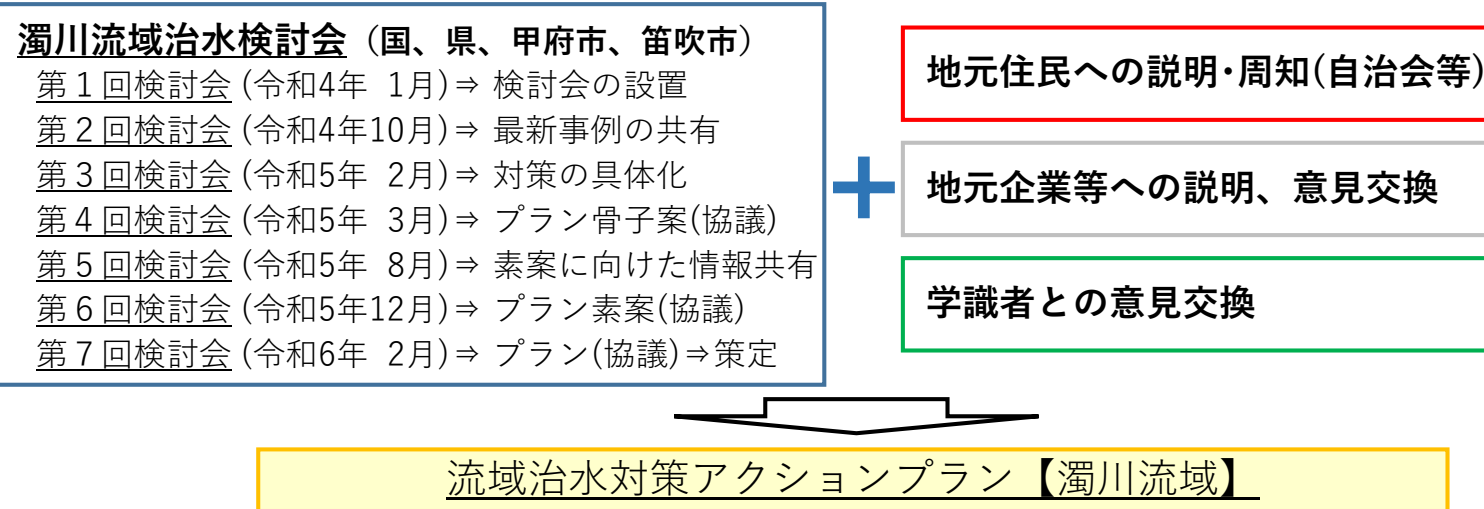 濁川流域治水検討会（国、県、甲府市、笛吹市）
第１回検討会 (令和4年 1月)⇒ 検討会の設置
第２回検討会 (令和4年10月)⇒ 最新事例の共有
第３回検討会 (令和5年 2月)⇒ 対策の具体化
第４回検討会 (令和5年 3月)⇒ プラン骨子案(協議)
第５回検討会 (令和5年 8月)⇒ 素案に向けた情報共有
第６回検討会 (令和5年12月)⇒ プラン素案(協議)
第７回検討会 (令和6年 2月)⇒ プラン(協議)⇒策定
地元住民への説明･周知(自治会等)
地元企業等への説明、意見交換
学識者との意見交換
流域治水対策アクションプラン【濁川流域】